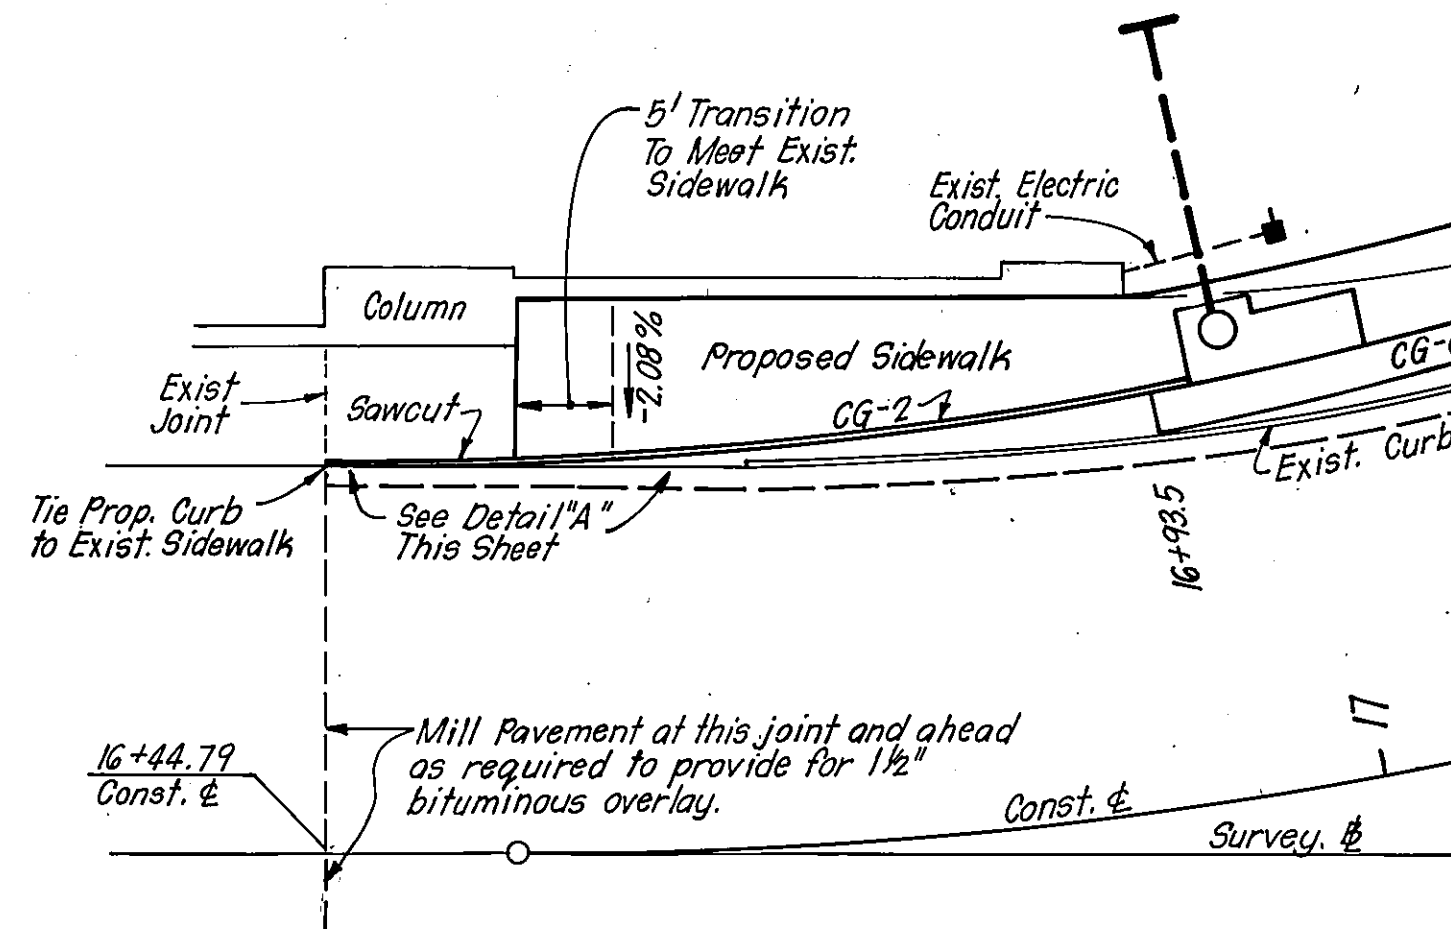 5' Transition
To Meet Exist.
Sidewalk
Exist. Electric
Conduit
Column
-2.08%
Proposed Sidewalk
Exist
Joint
Sawcut
CG-2
CG-
Exist. Curb
Tie Prop. Curb
to Exist. Sidewalk
See Detail "A"
This Sheet
16+93.5
17
Mill Pavement at this joint and ahead
as required to provide for 1½"
bituminous overlay.
16+44.79
Const. ℄
Const. ℄
Survey.